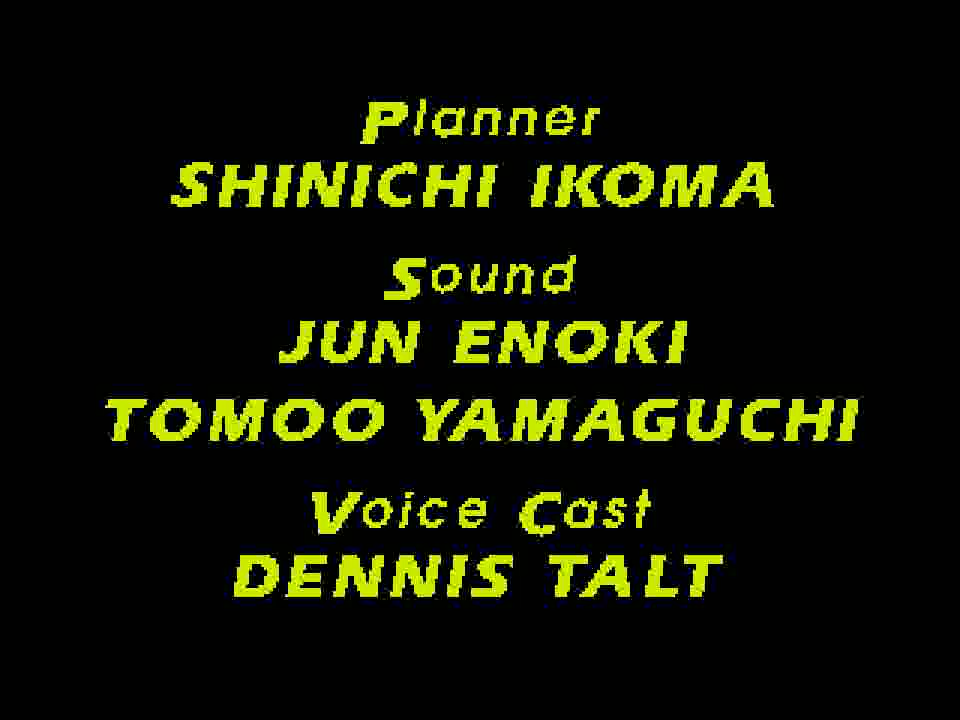 Planner
SHINICHI IKOMA
Sound
JUN ENOKI
TOMOO YAMAGUCHI
Voice Cast
DENNIS TALT